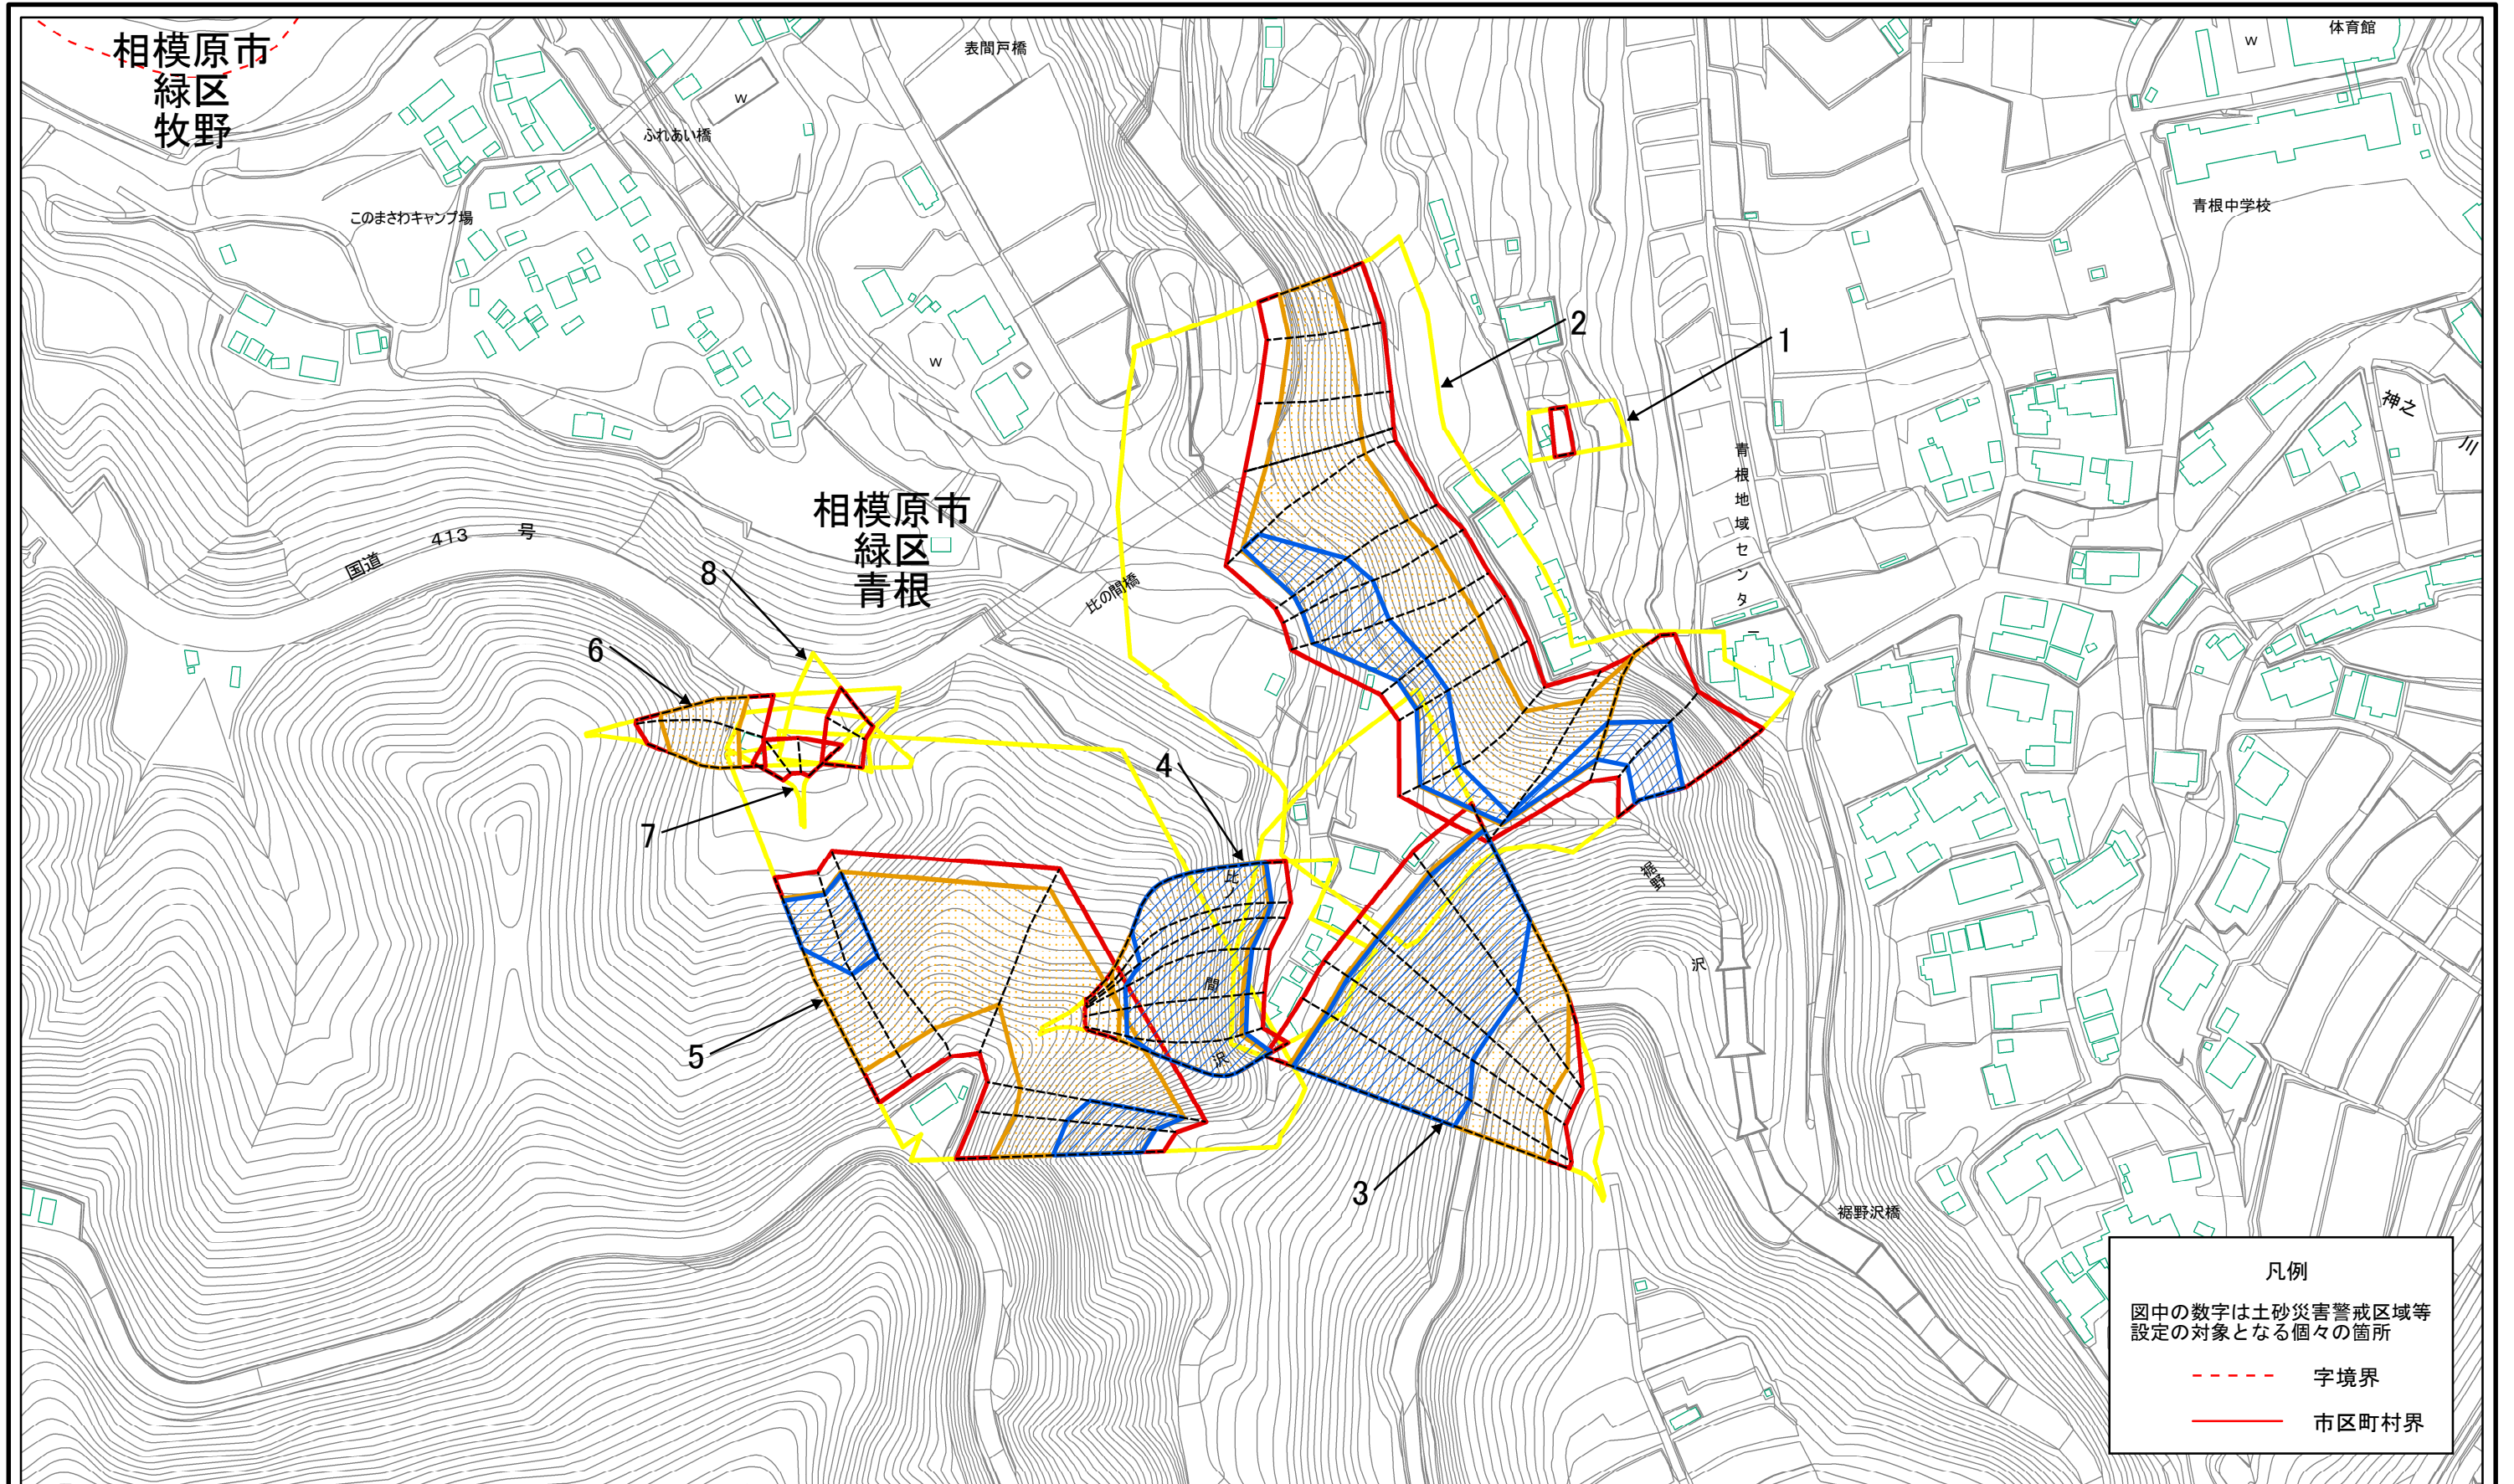 相模原市
緑区
牧野
表間戸橋
体育館
W
W
ふれあい橋
このまさわキャンプ場
青根中学校
2
1
W
神之
川
青根地域センター
相模原市
緑区
青根
国道
413
号
8
比の間橋
6
4
7
比
裾野
間
沢
沢
5
3
裾野沢橋
凡例
図中の数字は土砂災害警戒区域等
設定の対象となる個々の箇所
字境界
市区町村界